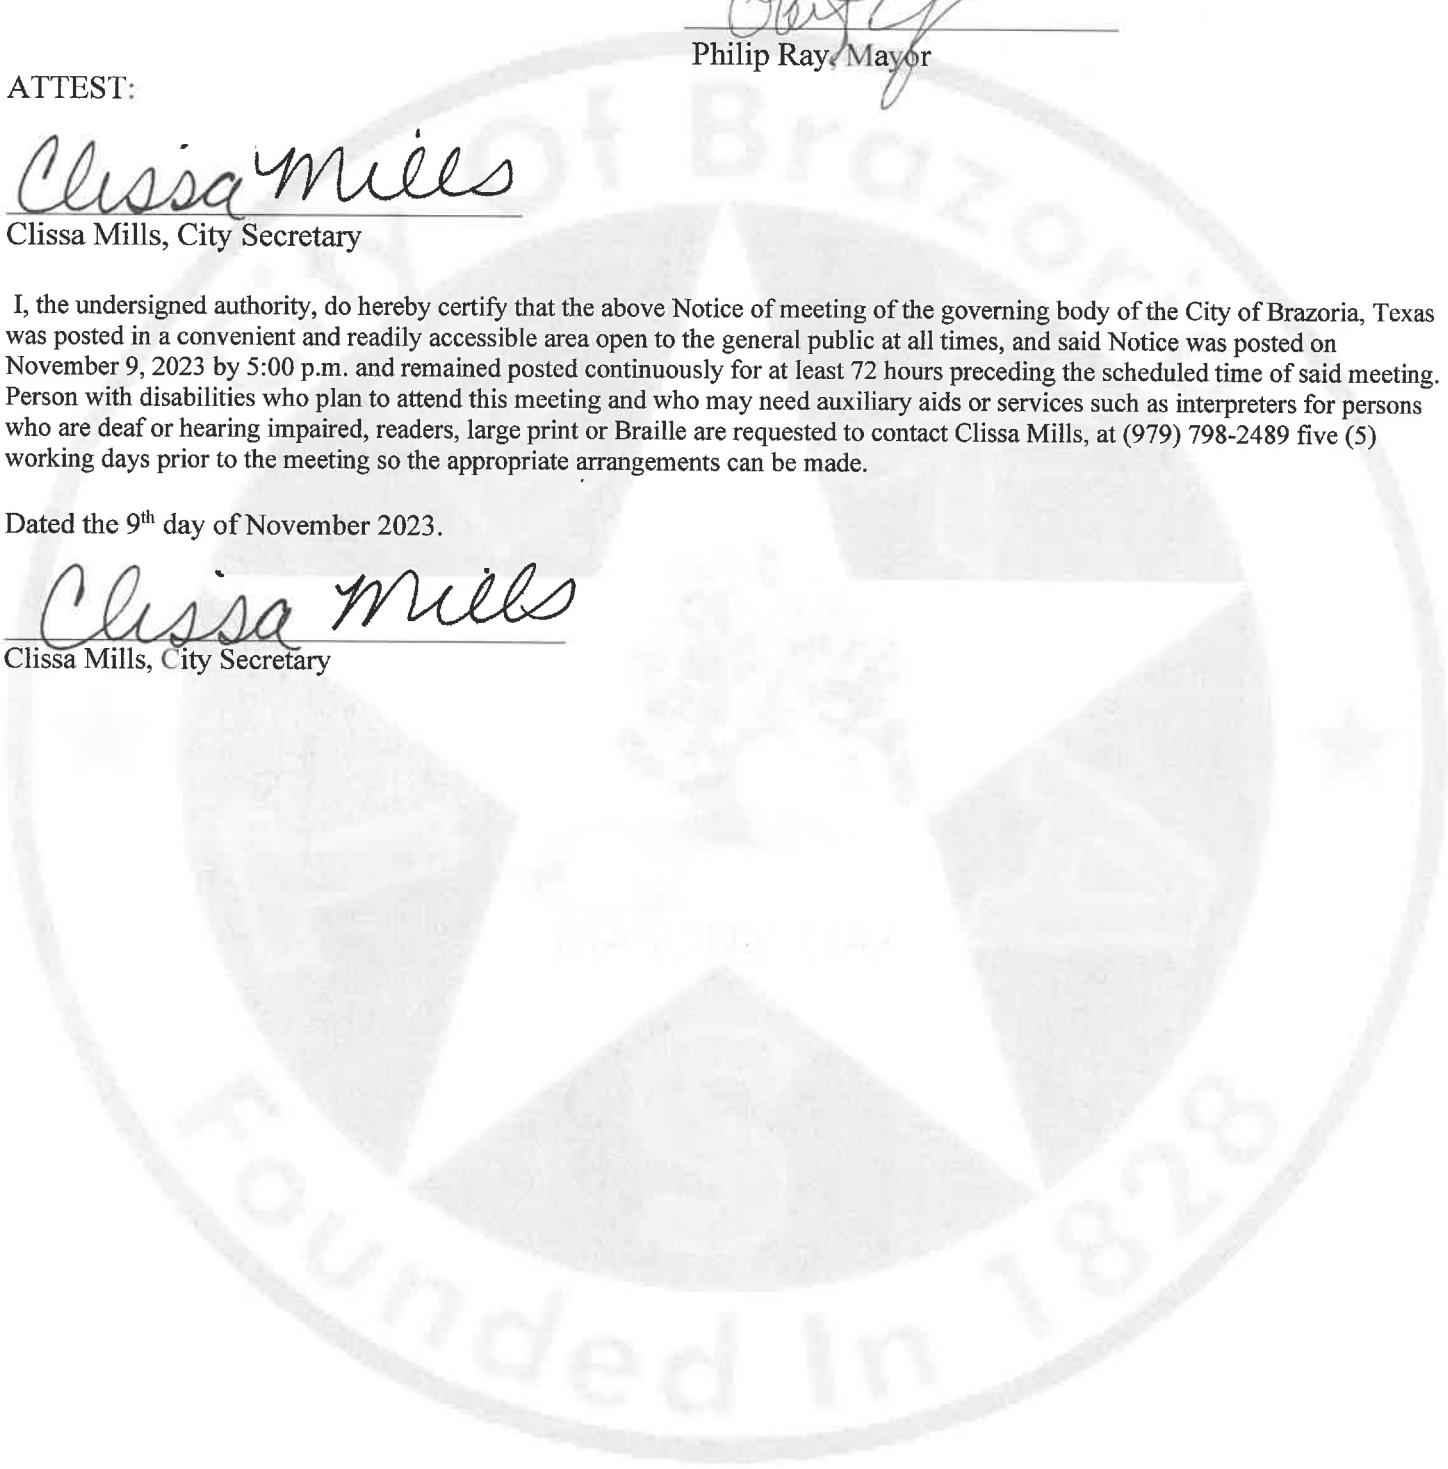 Philip Ray, Mayor
ATTEST:
Clissa Mills
Clissa Mills, City Secretary
I, the undersigned authority, do hereby certify that the above Notice of meeting of the governing body of the City of Brazoria, Texas
was posted in a convenient and readily accessible area open to the general public at all times, and said Notice was posted on
November 9, 2023 by 5:00 p.m. and remained posted continuously for at least 72 hours preceding the scheduled time of said meeting.
Person with disabilities who plan to attend this meeting and who may need auxiliary aids or services such as interpreters for persons
who are deaf or hearing impaired, readers, large print or Braille are requested to contact Clissa Mills, at (979) 798-2489 five (5)
working days prior to the meeting so the appropriate arrangements can be made.
Dated the 9th day of November 2023.
Clissa Mills
Clissa Mills, City Secretary
City of Brazoria
Founded In 1828